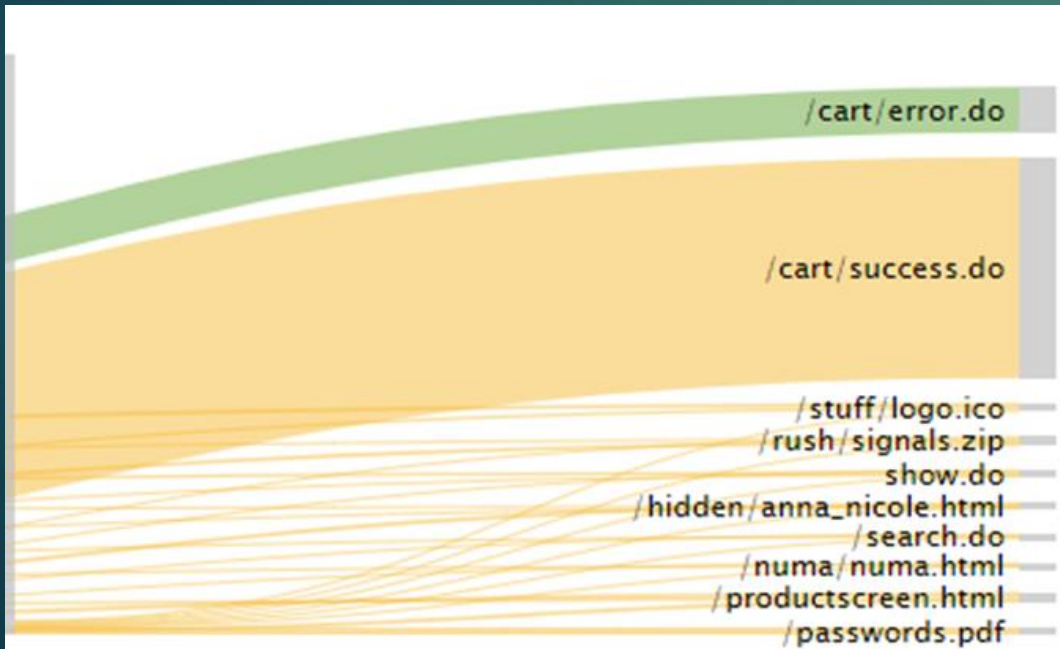 /cart/error.do
/cart/success.do
/stuff/logo.ico
/rush/signals.zip
show.do
/hidden/anna_nicole.html
/search.do
/numa/numa.html
/productscreen.html
/passwords.pdf